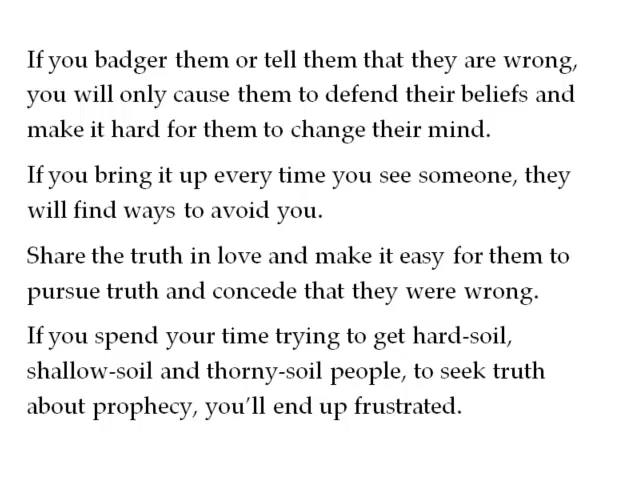 If you badger them or tell them that they are wrong,
you will only cause them to defend their beliefs and
make it hard for them to change their mind.
If you bring it up every time you see someone, they
will find ways to avoid you.
Share the truth in love and make it easy for them to
pursue truth and concede that they were wrong.
If you spend your time trying to get hard-soil,
shallow-soil and thorny-soil people, to seek truth
about prophecy, you’ll end up frustrated.